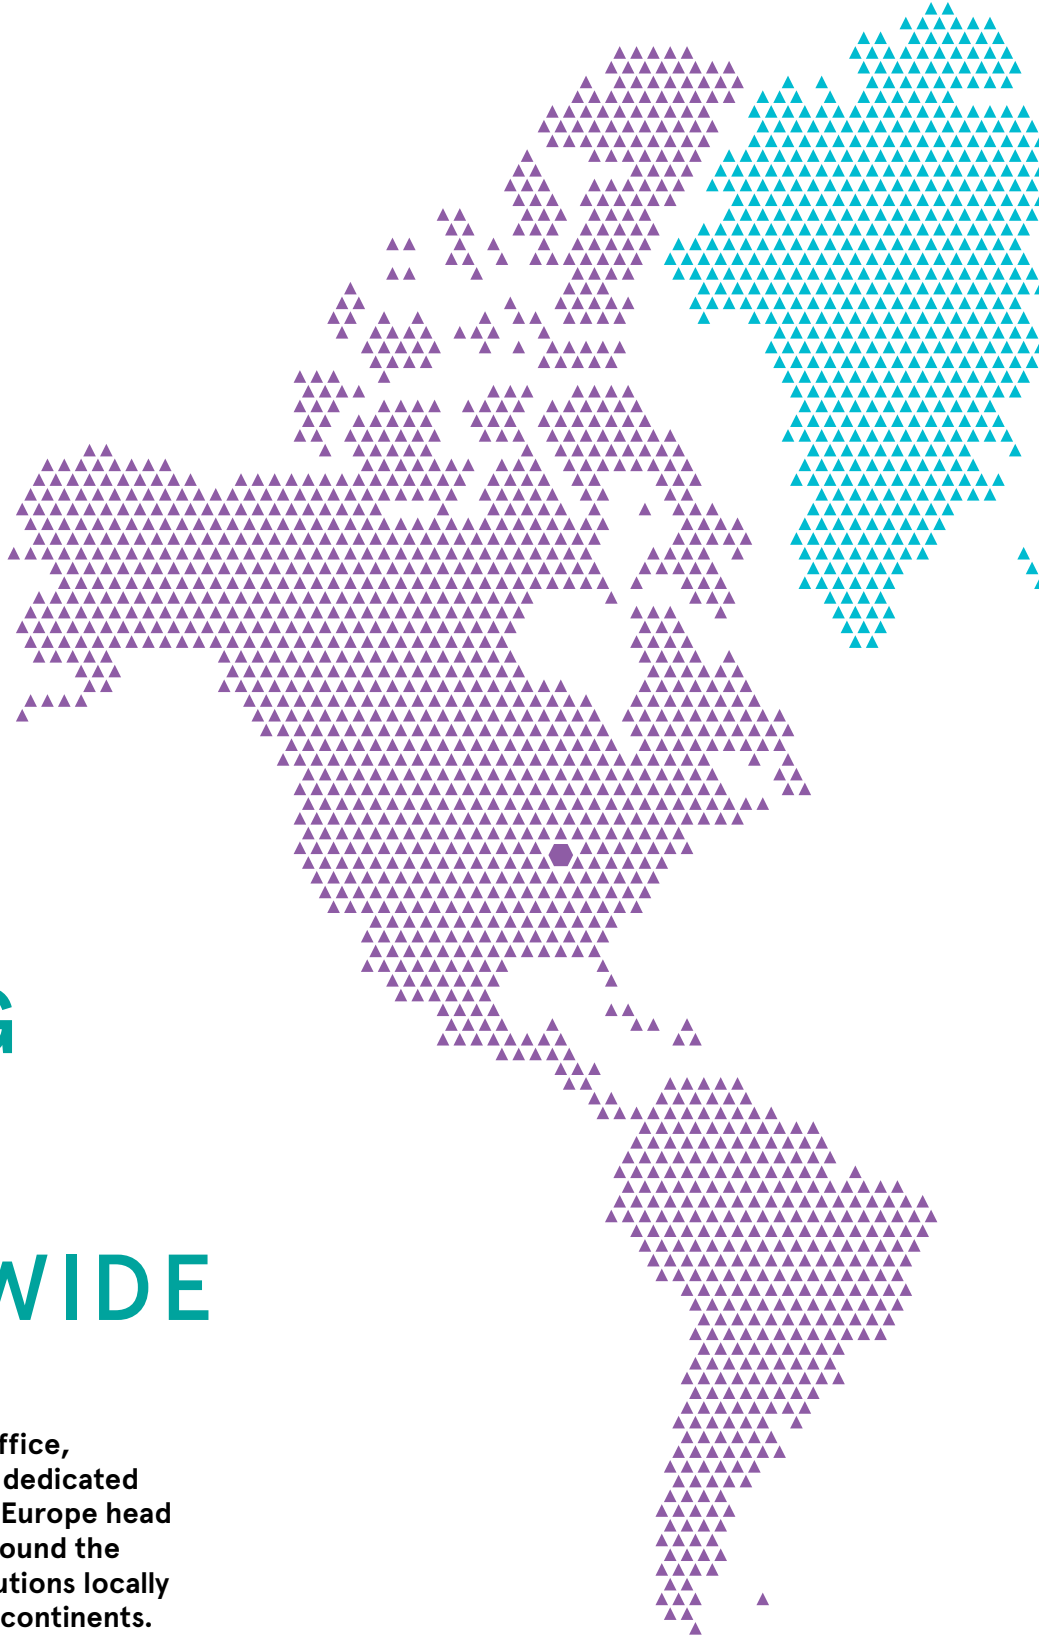 G
WIDE
ffice,
dedicated
Europe head
ound the
utions locally
continents.